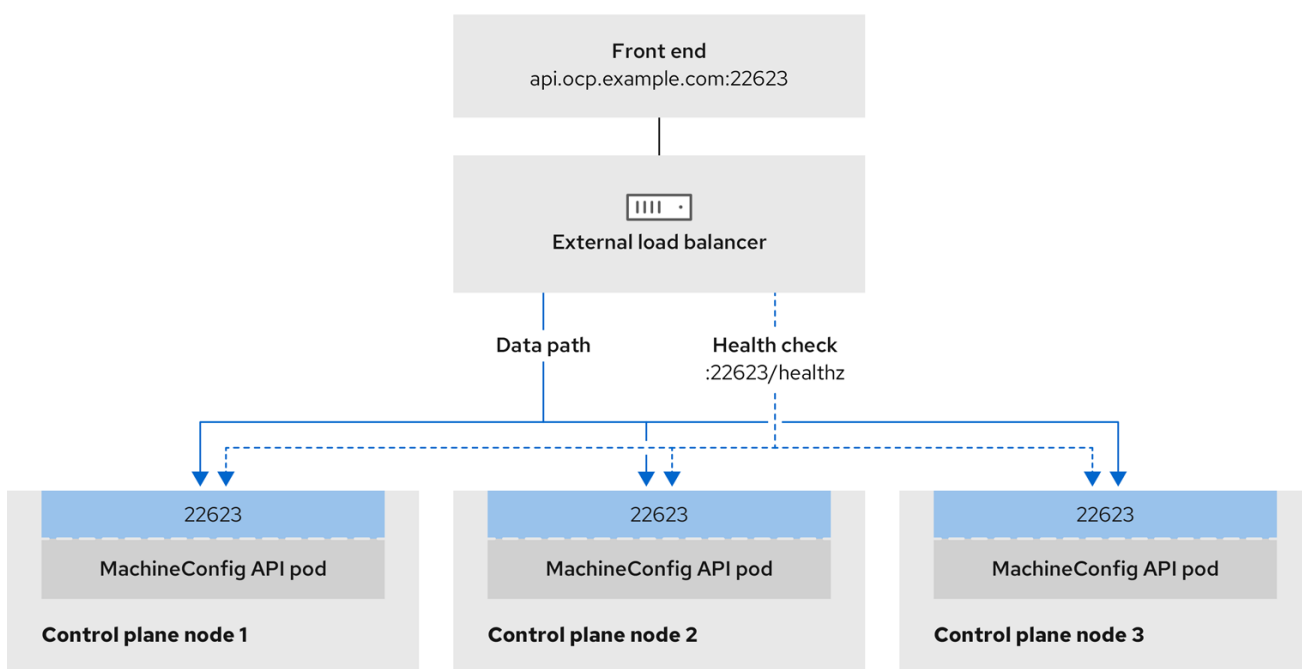 Front end
api.ocp.example.com:22623
External load balancer
Data path
Health check
:22623/healthz
22623
22623
22623
MachineConfig API pod
MachineConfig API pod
MachineConfig API pod
Control plane node 1
Control plane node 2
Control plane node 3